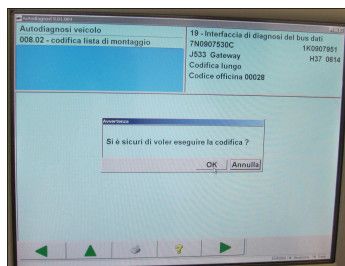 Autodiagnosi veicolo
008.02 - codifica lista di montaggio
19 - Interfaccia di diagnosi del bus dati
7N0907530C 1K0907951
J533 Gateway H37 0614
Codifica lungo
Codice officina 00028
Avvertenza
Si è sicuri di voler eseguire la codifica ?
OK Annulla
?